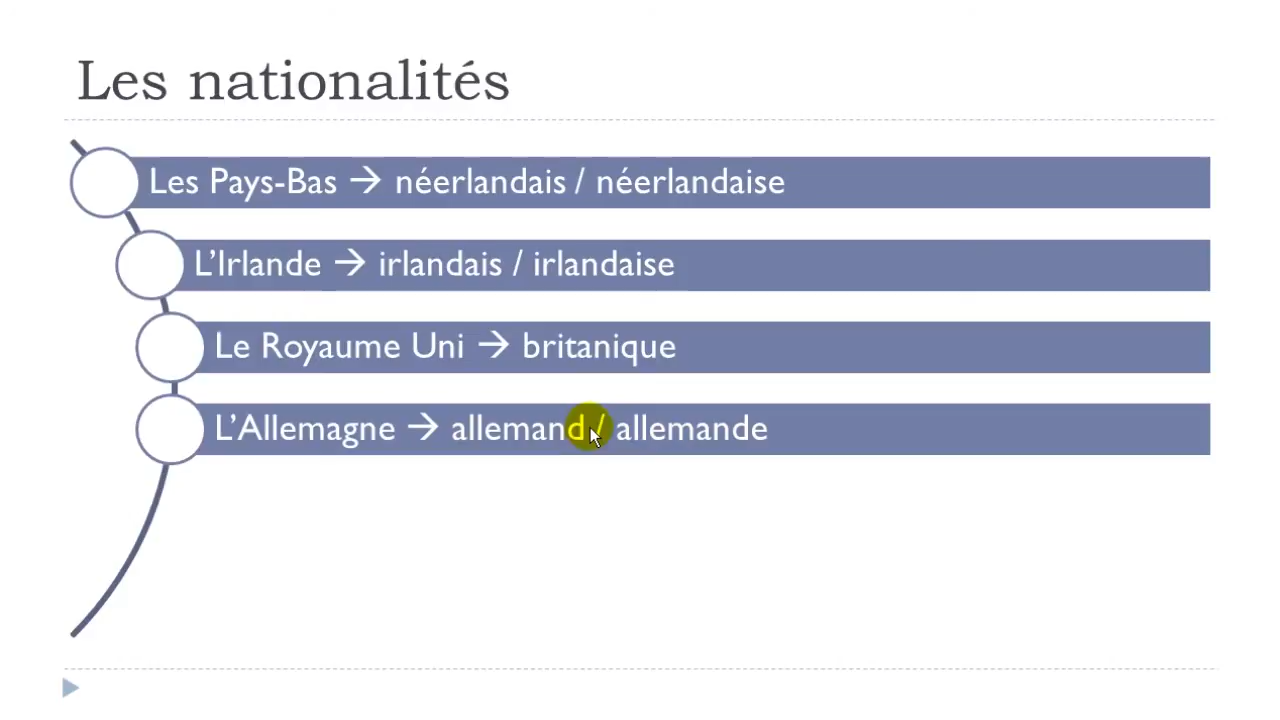 Les nationalités
Les Pays-Bas → néerlandais / néerlandaise
L’Irlande → irlandais / irlandaise
Le Royaume Uni → britanique
L’Allemagne → allemand / allemande